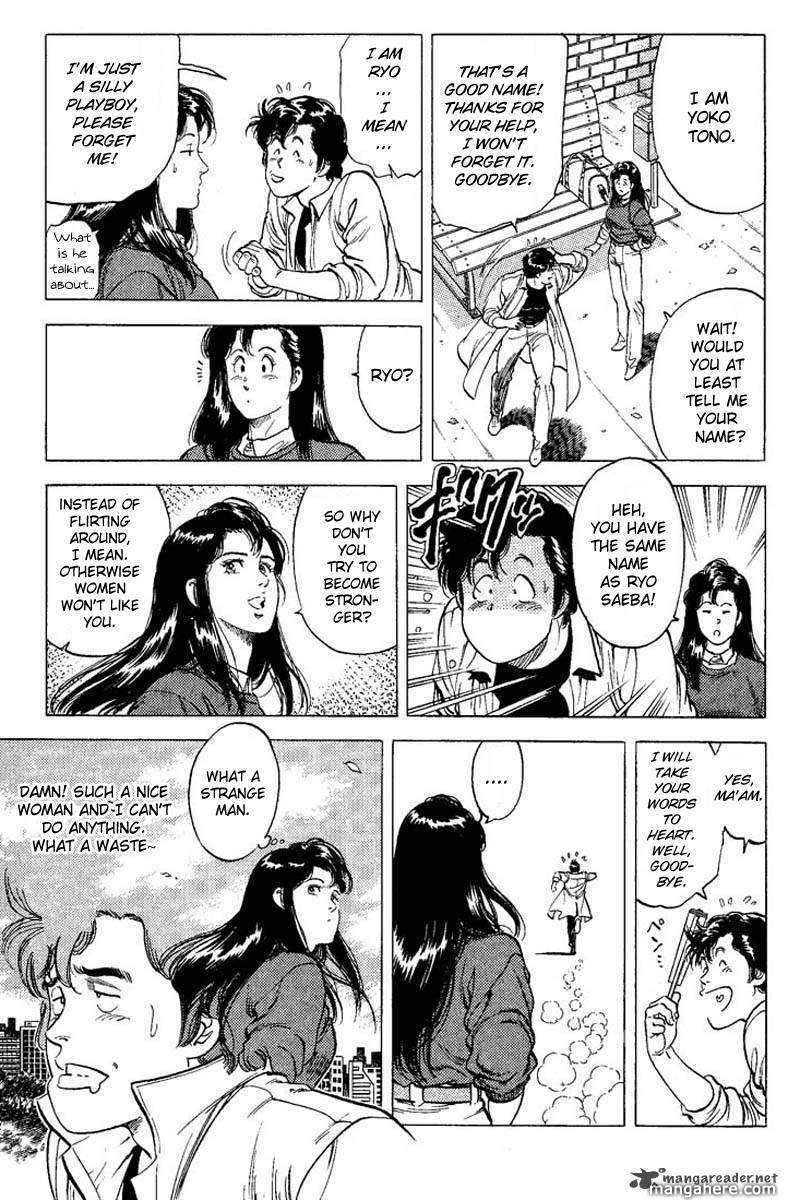 I AM
YOKO
TONO.
THAT'S A
GOOD NAME!
THANKS FOR
YOUR HELP,
I WON'T
FORGET IT.
GOODBYE.
WAIT!
WOULD
YOU AT
LEAST
TELL ME
YOUR
NAME?
I AM
RYO
...
I
MEAN
...
I'M JUST
A SILLY
PLAYBOY,
PLEASE
FORGET
ME!
What
is he
talking
about...
RYO?
HEH,
YOU HAVE
THE SAME
NAME
AS RYO
SAEBA!
ギクッ
SO WHY
DON'T
YOU
TRY TO
BECOME
STRON-
GER?
INSTEAD OF
FLIRTING
AROUND,
I MEAN.
OTHERWISE
WOMEN
WON'T LIKE
YOU.
YES,
MA'AM.
I WILL
TAKE
YOUR
WORDS
TO
HEART.
WELL,
GOOD-
BYE.
....
WHAT A
STRANGE
MAN.
DAMN! SUCH A NICE
WOMAN AND I CAN'T
DO ANYTHING.
WHAT A WASTE~
mangareader.net
mangahere.com